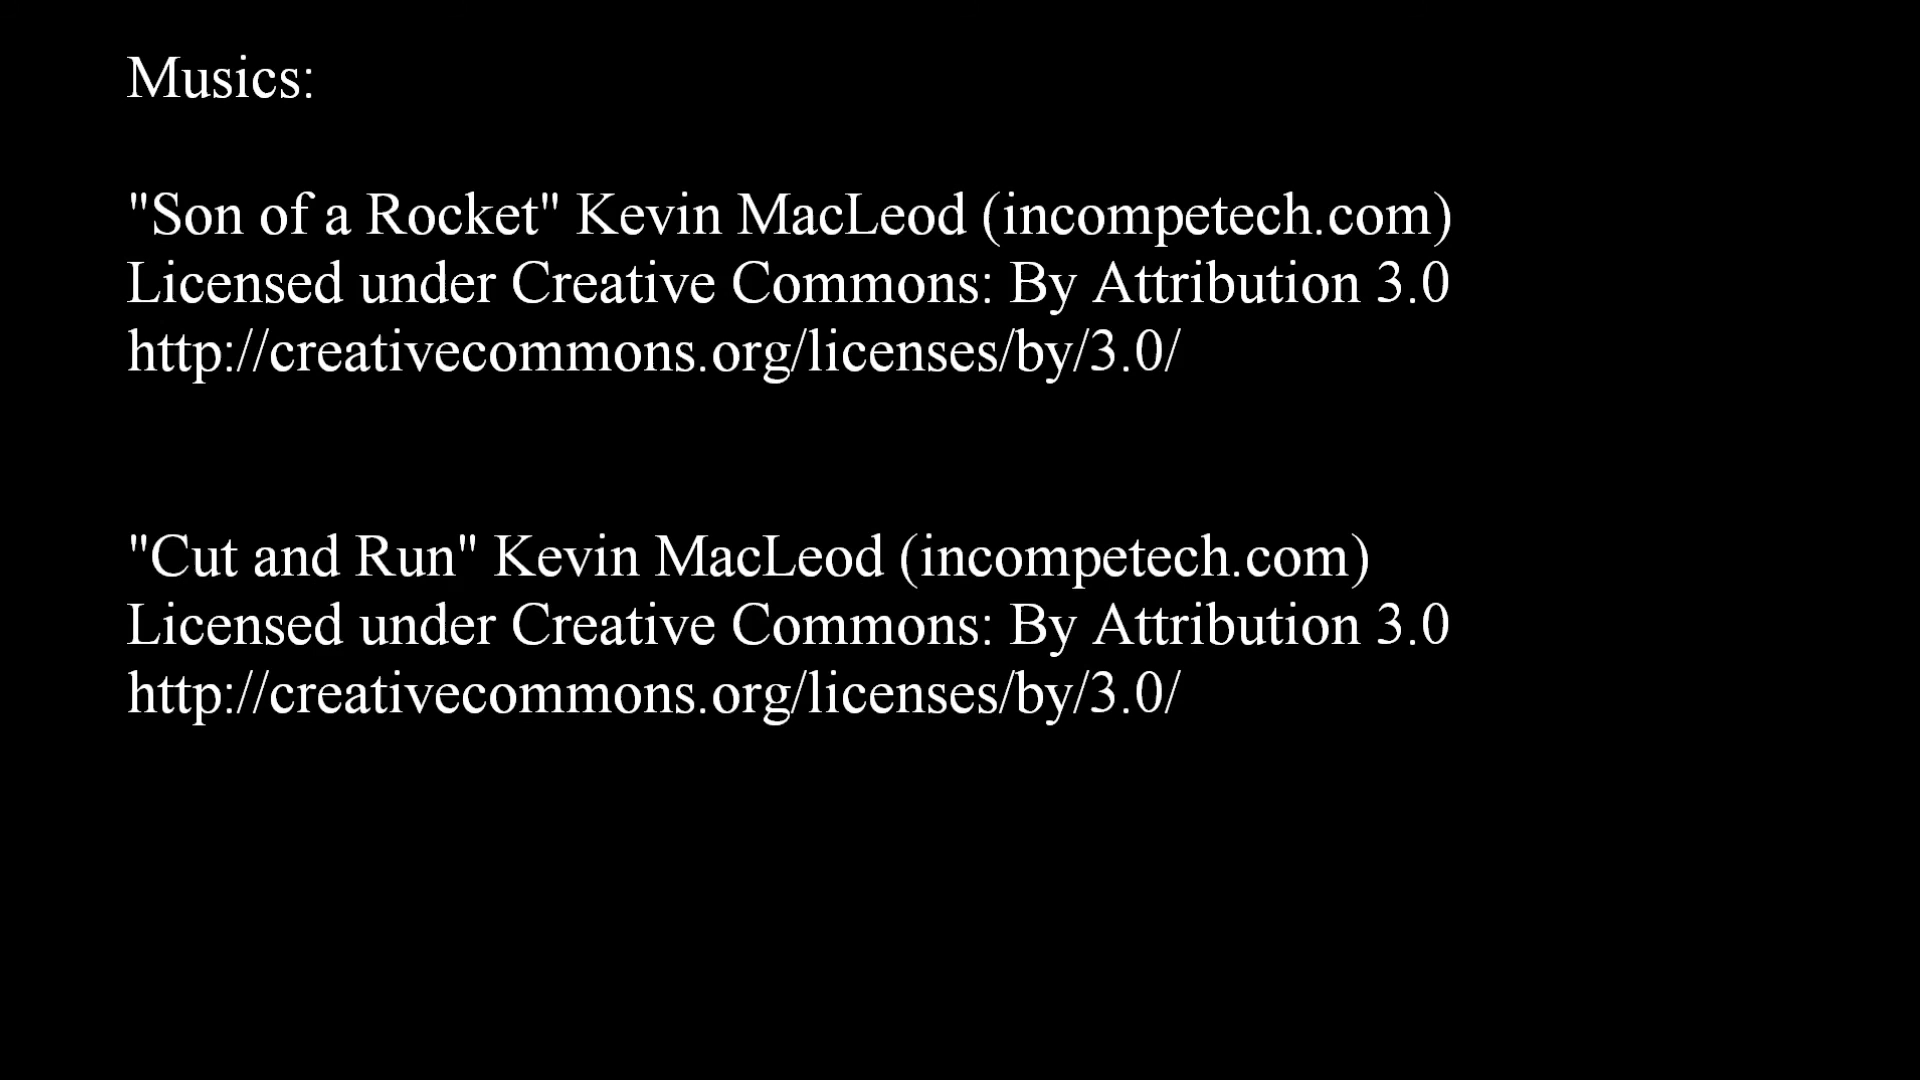 Musics:
"Son of a Rocket" Kevin MacLeod (incompetech.com)
Licensed under Creative Commons: By Attribution 3.0
http://creativecommons.org/licenses/by/3.0/
"Cut and Run" Kevin MacLeod (incompetech.com)
Licensed under Creative Commons: By Attribution 3.0
http://creativecommons.org/licenses/by/3.0/